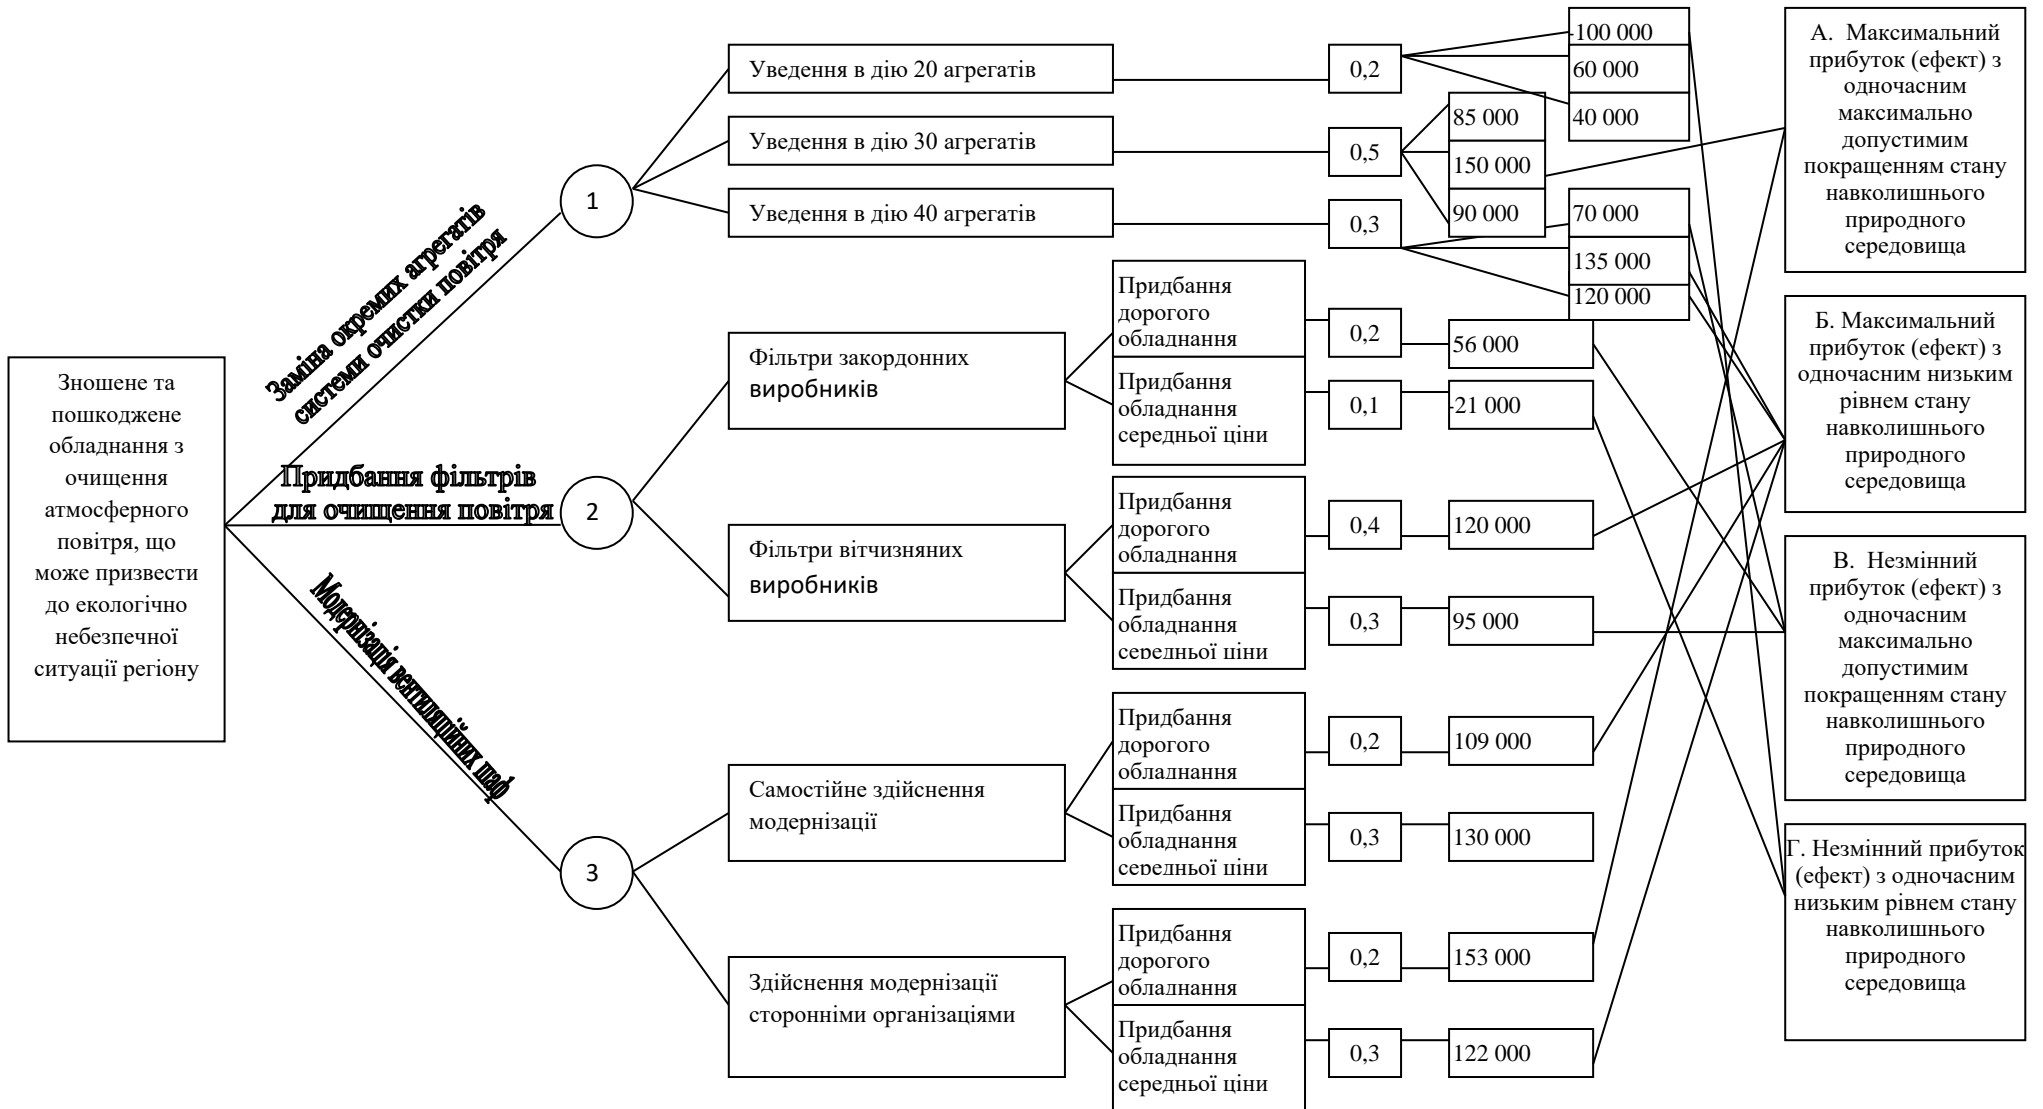 Зношене та
пошкоджене
обладнання з
очищення
атмосферного
повітря, що
може призвести
до екологічно
небезпечної
ситуації регіону
Заміна окремих агрегатів
системи очистки повітря
Придбання фільтрів
для очищення повітря
Модернізація вентиляційних шаф
1
2
3
Уведення в дію 20 агрегатів
0,2
-100 000
60 000
40 000
Уведення в дію 30 агрегатів
0,5
85 000
150 000
90 000
Уведення в дію 40 агрегатів
0,3
70 000
135 000
120 000
Фільтри закордонних
виробників
Придбання
дорогого
обладнання
0,2
56 000
Придбання
обладнання
середньої ціни
0,1
-21 000
Фільтри вітчизняних
виробників
Придбання
дорогого
обладнання
0,4
120 000
Придбання
обладнання
середньої ціни
0,3
95 000
Самостійне здійснення
модернізації
Придбання
дорогого
обладнання
0,2
109 000
Придбання
обладнання
середньої ціни
0,3
130 000
Здійснення модернізації
сторонніми організаціями
Придбання
дорогого
обладнання
0,2
153 000
Придбання
обладнання
середньої ціни
0,3
122 000
А. Максимальний
прибуток (ефект) з
одночасним
максимально
допустимим
покращенням стану
навколишнього
природного
середовища
Б. Максимальний
прибуток (ефект) з
одночасним низьким
рівнем стану
навколишнього
природного
середовища
В. Незмінний
прибуток (ефект) з
одночасним
максимально
допустимим
покращенням стану
навколишнього
природного
середовища
Г. Незмінний прибуток
(ефект) з одночасним
низьким рівнем стану
навколишнього
природного
середовища